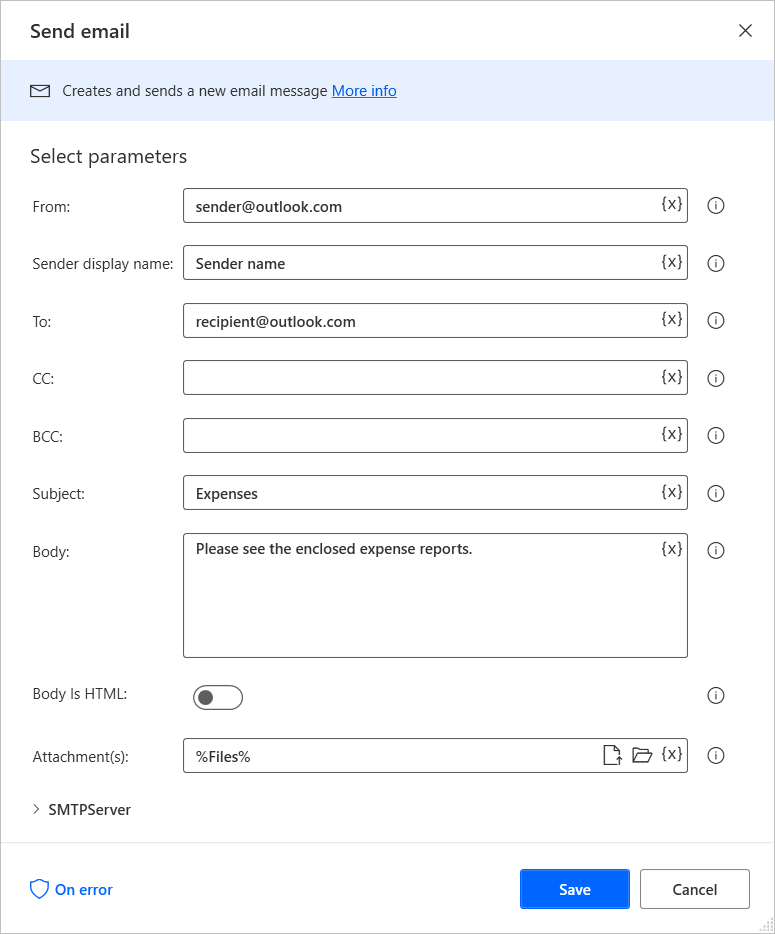 Send email
Creates and sends a new email message More info
Select parameters
From: sender@outlook.com {x}
Sender display name: Sender name {x}
To: recipient@outlook.com {x}
CC: {x}
BCC: {x}
Subject: Expenses {x}
Body: Please see the enclosed expense reports. {x}
Body Is HTML:
Attachment(s): %Files% {x}
SMTPServer
On error Save Cancel